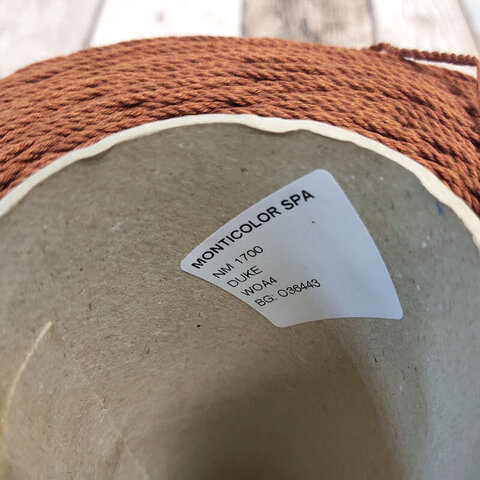 MONTICOLOR SPA
NM 1700
DUKE
WOA4
BG: O36443